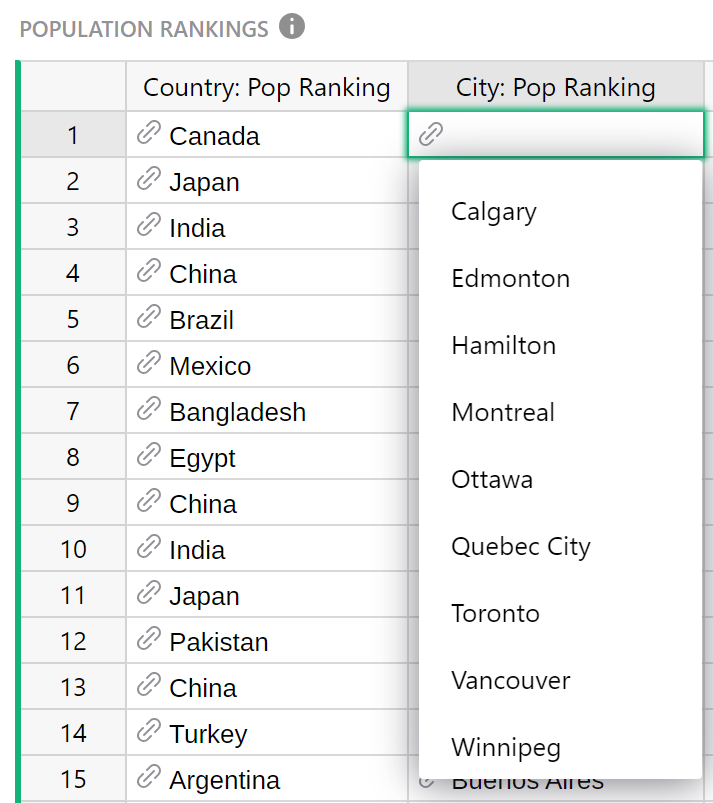 POPULATION RANKINGS
Country: Pop Ranking City: Pop Ranking
1 Canada
2 Japan
3 India
4 China
5 Brazil
6 Mexico
7 Bangladesh
8 Egypt
9 China
10 India
11 Japan
12 Pakistan
13 China
14 Turkey
15 Argentina Buenos Aires
Calgary
Edmonton
Hamilton
Montreal
Ottawa
Quebec City
Toronto
Vancouver
Winnipeg